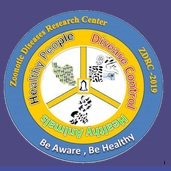 Zoonotic Diseases Research Center
ZDRC -2019
Healthy People
Disease Control
Healthy Animals
Be Aware , Be Healthy